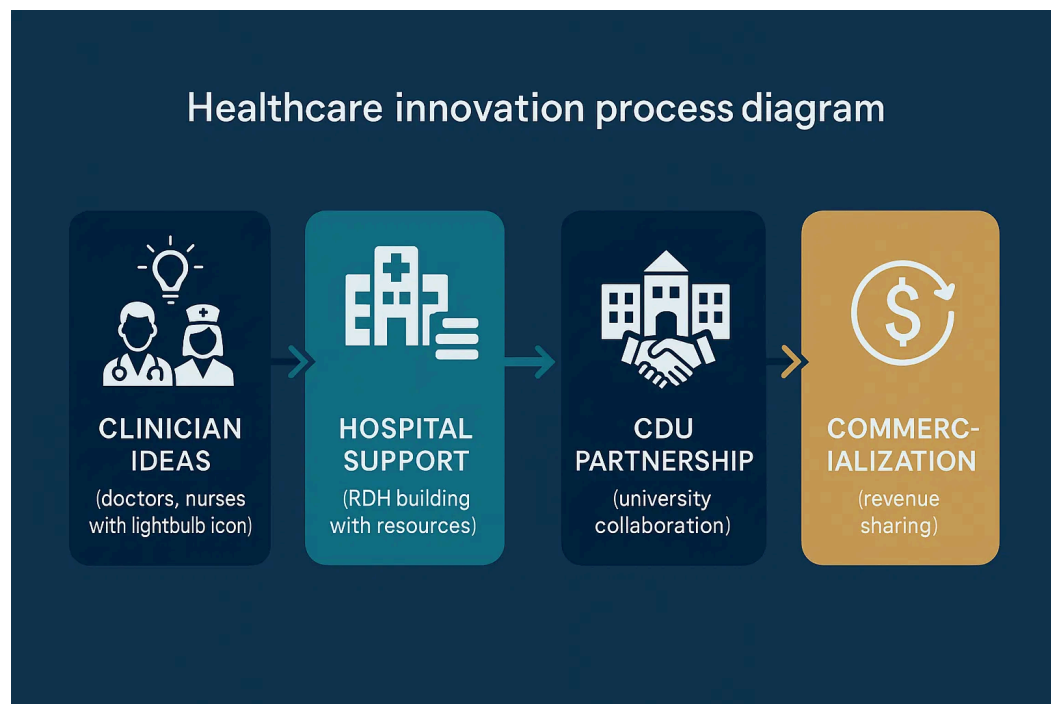 Healthcare innovation process diagram
CLINICIAN
IDEAS
(doctors, nurses
with lightbulb icon)
HOSPITAL
SUPPORT
(RDH building
with resources)
CDU
PARTNERSHIP
(university
collaboration)
COMMERC-
IALIZATION
(revenue
sharing)
$